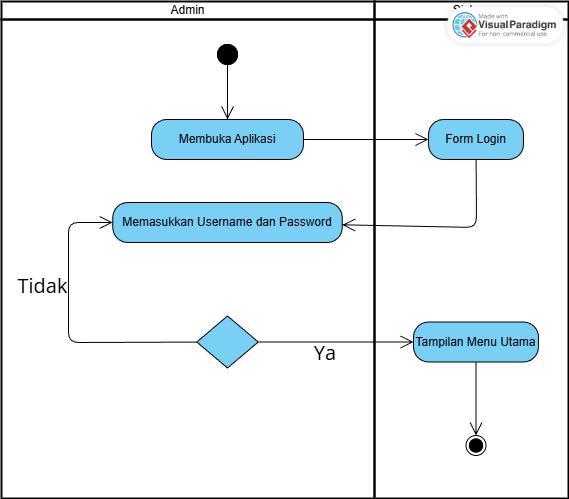 Admin
Made with
Visual Paradigm
For non-commercial use
Membuka Aplikasi
Form Login
Memasukkan Username dan Password
Tidak
Ya
Tampilan Menu Utama